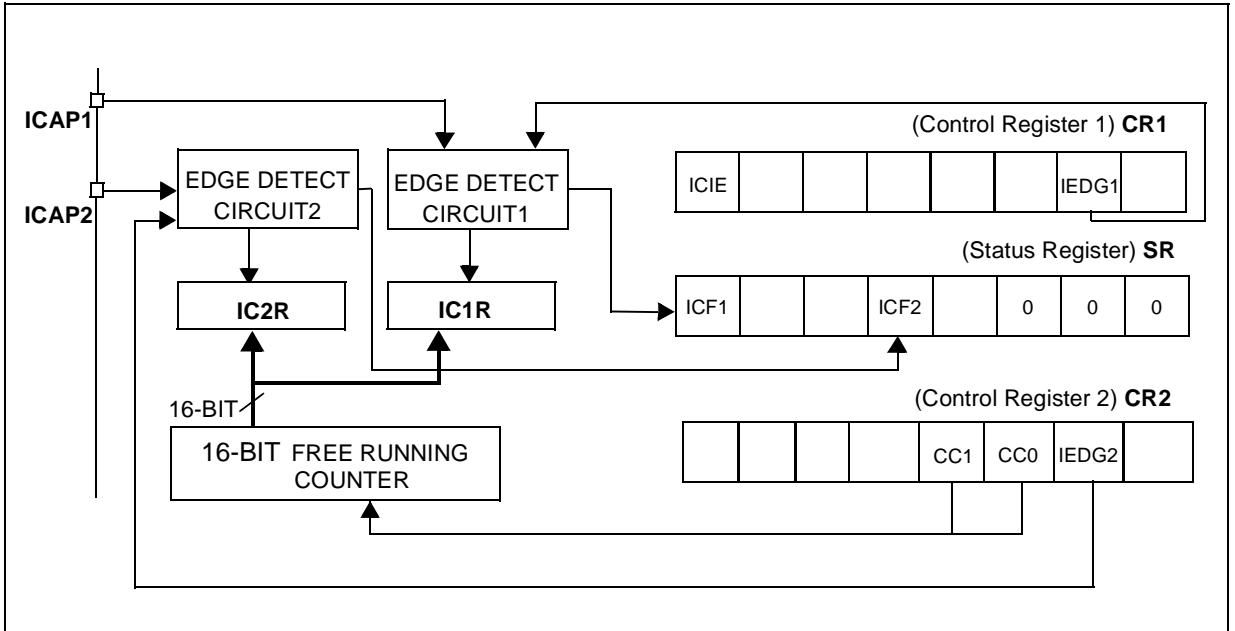 ICAP1
ICAP2
EDGE DETECT
CIRCUIT2
EDGE DETECT
CIRCUIT1
IC2R
IC1R
16-BIT
16-BIT FREE RUNNING
COUNTER
(Control Register 1) CR1
ICIE
IEDG1
(Status Register) SR
ICF1
ICF2
0
0
0
(Control Register 2) CR2
CC1
CC0
IEDG2